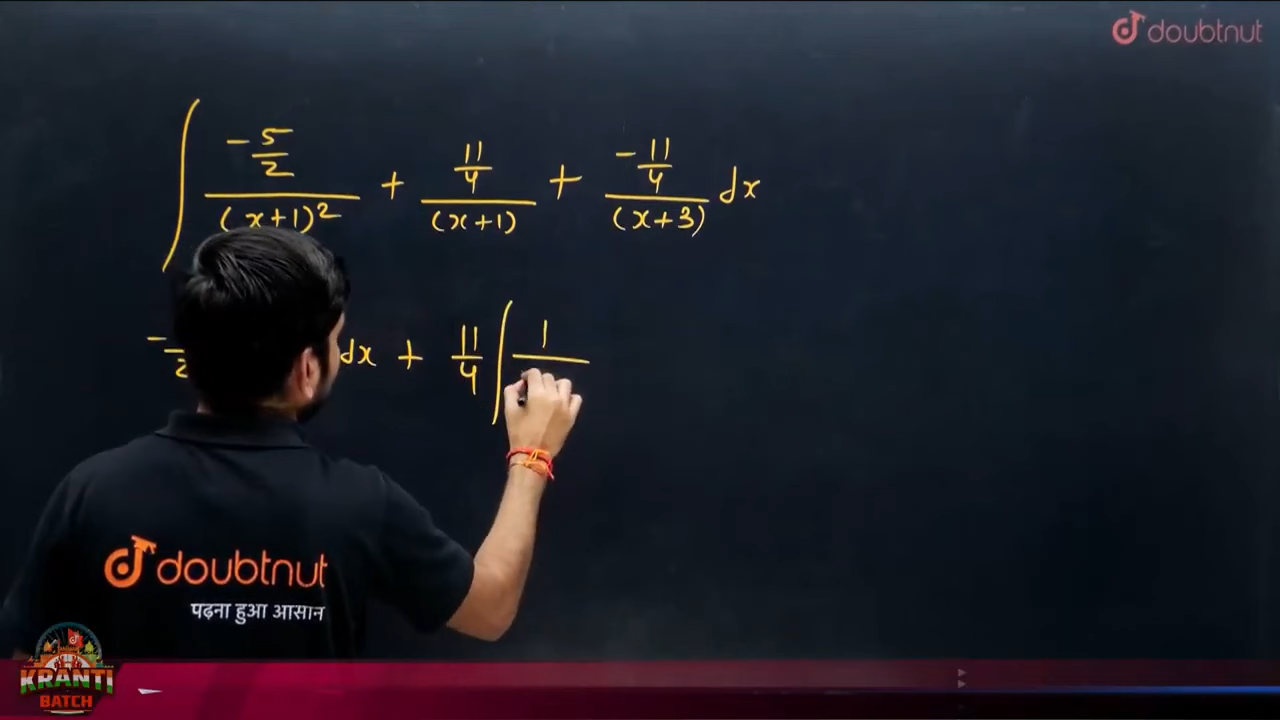 doubtnut
∫ (-5/2)/(x+1)² + (11/4)/(x+1) + (-11/4)/(x+3) dx
- 2 dx + 11/4 ∫ 1
doubtnut
पढ़ना हुआ आसान
KRANTI
BATCH